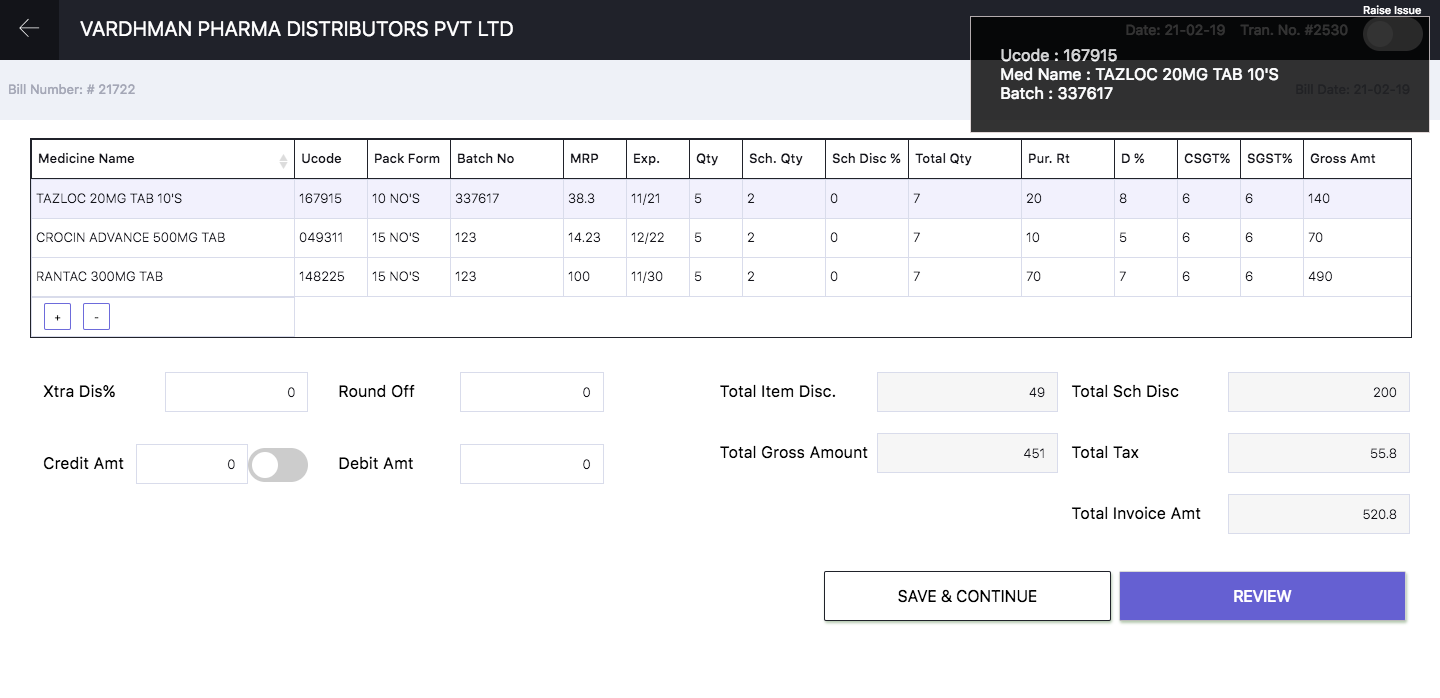 Raise Issue
VARDHMAN PHARMA DISTRIBUTORS PVT LTD
Date: 21-02-19 Tran. No. #2530
Ucode : 167915
Med Name : TAZLOC 20MG TAB 10'S
Batch : 337617
Bill Number: # 21722
Bill Date: 21-02-19
Medicine Name Ucode Pack Form Batch No MRP Exp. Qty Sch. Qty Sch Disc % Total Qty Pur. Rt D % CSGT% SGST% Gross Amt
TAZLOC 20MG TAB 10'S 167915 10 NO'S 337617 38.3 11/21 5 2 0 7 20 8 6 6 140
CROCIN ADVANCE 500MG TAB 049311 15 NO'S 123 14.23 12/22 5 2 0 7 10 5 6 6 70
RANTAC 300MG TAB 148225 15 NO'S 123 100 11/30 5 2 0 7 70 7 6 6 490
+ -
Xtra Dis% 0 Round Off 0 Total Item Disc. 49 Total Sch Disc 200
Credit Amt 0 Debit Amt 0 Total Gross Amount 451 Total Tax 55.8
Total Invoice Amt 520.8
SAVE & CONTINUE REVIEW